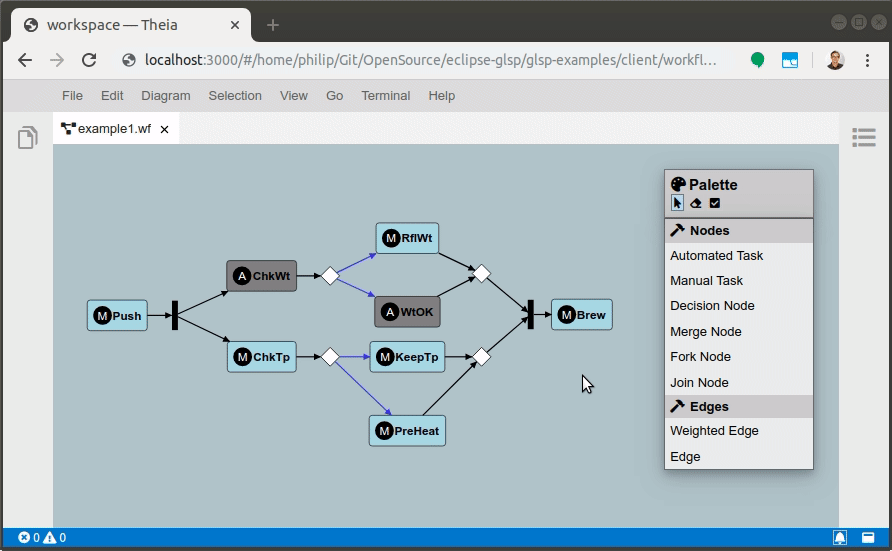 workspace — Theia
localhost:3000/#/home/philip/Git/OpenSource/eclipse-glsp/glsp-examples/client/workfl...
File Edit Diagram Selection View Go Terminal Help
example1.wf
Palette
Nodes
Automated Task
Manual Task
Decision Node
Merge Node
Fork Node
Join Node
Edges
Weighted Edge
Edge
M Push
A ChkWt
M ChkTp
M RflWt
A WtOK
M KeepTp
M PreHeat
M Brew
0 0